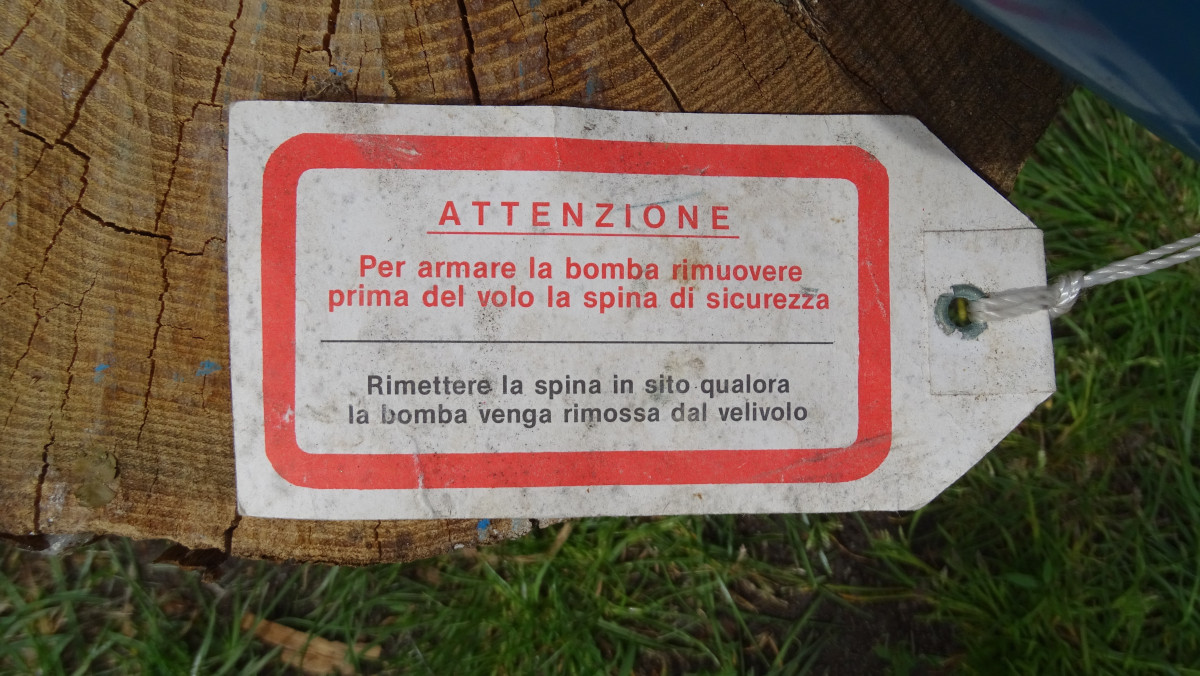 ATTENZIONE
Per armare la bomba rimuovere
prima del volo la spina di sicurezza
Rimettere la spina in sito qualora
la bomba venga rimossa dal velivolo